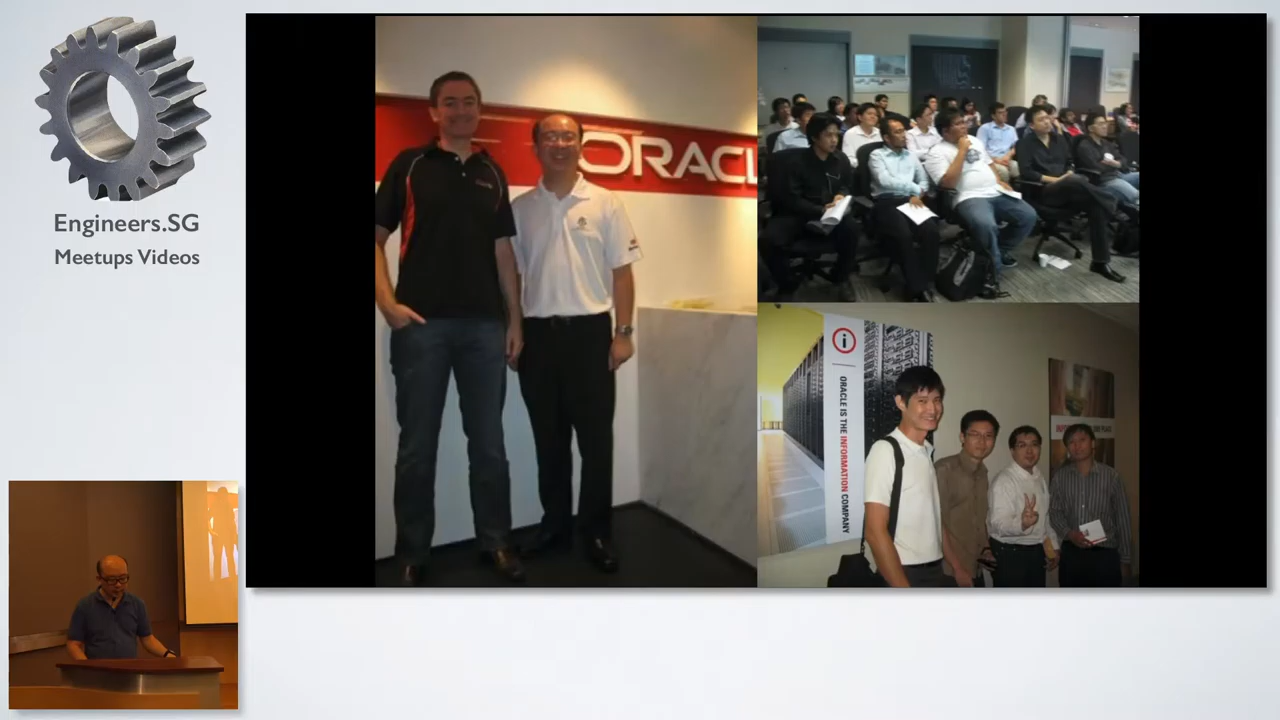 Engineers.SG
Meetups Videos
ORACL
i
ORACLE IS THE INFORMATION COMPANY